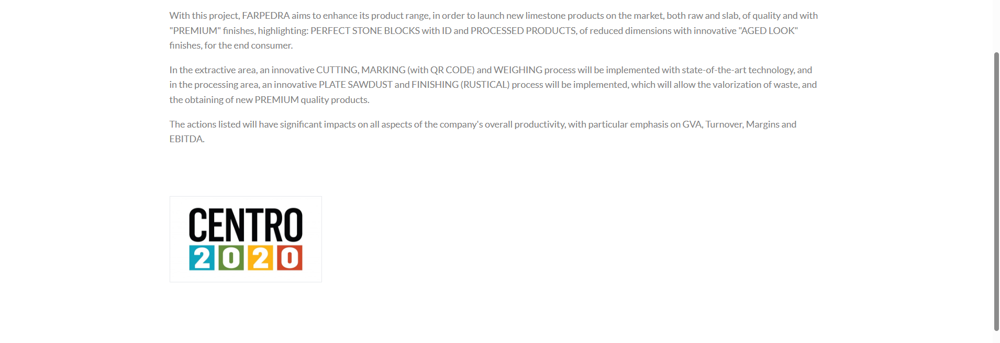 With this project, FARPEDRA aims to enhance its product range, in order to launch new limestone products on the market, both raw and slab, of quality and with
"PREMIUM" finishes, highlighting: PERFECT STONE BLOCKS with ID and PROCESSED PRODUCTS, of reduced dimensions with innovative "AGED LOOK"
finishes, for the end consumer.
In the extractive area, an innovative CUTTING, MARKING (with QR CODE) and WEIGHING process will be implemented with state-of-the-art technology, and
in the processing area, an innovative PLATE SAWDUST and FINISHING (RUSTICAL) process will be implemented, which will allow the valorization of waste, and
the obtaining of new PREMIUM quality products.
The actions listed will have significant impacts on all aspects of the company's overall productivity, with particular emphasis on GVA, Turnover, Margins and
EBITDA.
CENTRO
2020